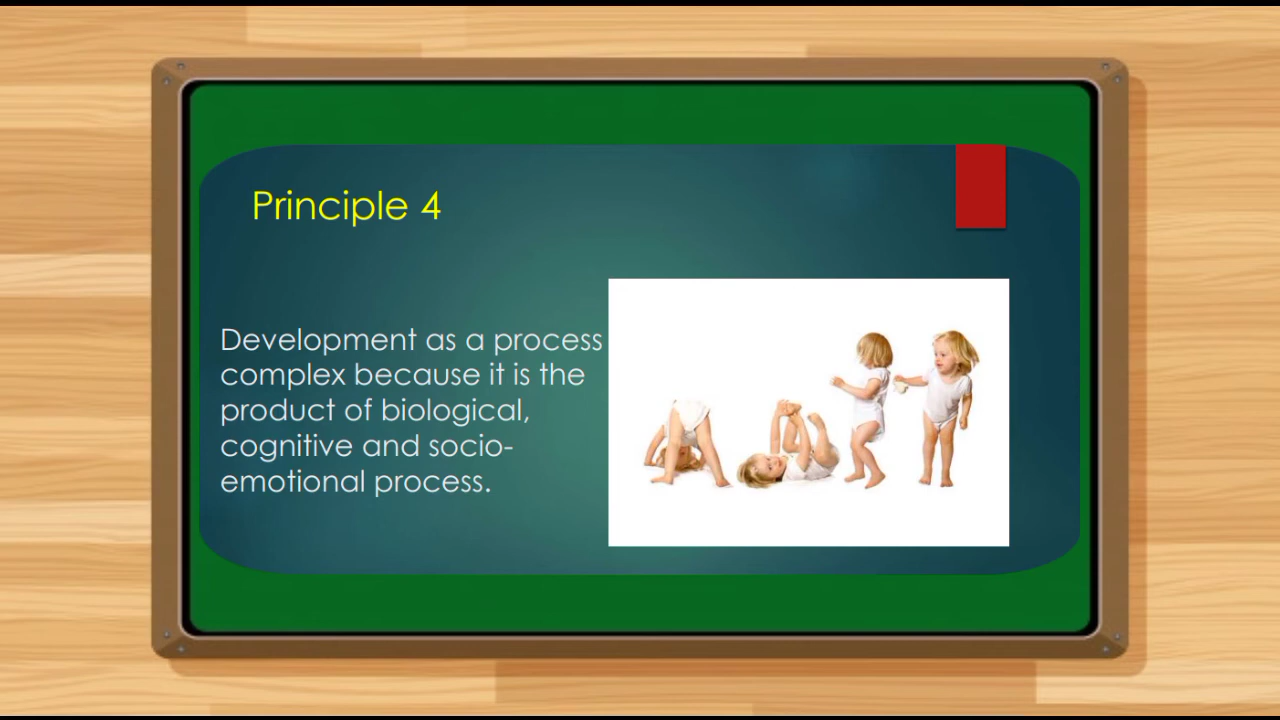 Principle 4
Development as a process
complex because it is the
product of biological,
cognitive and socio-
emotional process.